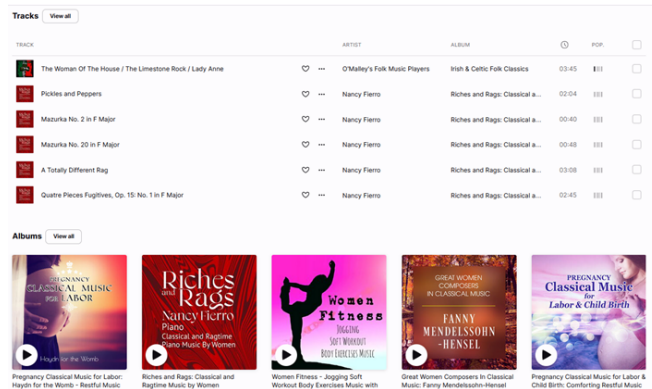 Tracks View all
TRACK ARTIST ALBUM POP.
The Woman Of The House / The Limestone Rock / Lady Anne O'Malley's Folk Music Players Irish & Celtic Folk Classics 03:45
Pickles and Peppers Nancy Fierro Riches and Rags: Classical a... 02:04
Mazurka No. 2 in F Major Nancy Fierro Riches and Rags: Classical a... 00:40
Mazurka No. 20 in F Major Nancy Fierro Riches and Rags: Classical a... 00:48
A Totally Different Rag Nancy Fierro Riches and Rags: Classical a... 03:08
Quatre Pieces Fugitives, Op. 15: No. 1 in F Major Nancy Fierro Riches and Rags: Classical a... 02:45
Albums View all
PREGNANCY
CLASSICAL MUSIC
FOR LABOR
Haydn for the Womb
Riches
and
Rags
Nancy Fierro
Piano
Classical and Ragtime
Piano Music By Women
Women
Fitness
JOGGING
SOFT WORKOUT
BODY EXERCISES MUSIC
GREAT WOMEN
COMPOSERS
IN CLASSICAL MUSIC
FANNY
MENDELSSOHN
-HENSEL
PREGNANCY
Classical Music
for
Labor & Child Birth
Pregnancy Classical Music for Labor:
Haydn for the Womb - Restful Music
Riches and Rags: Classical and
Ragtime Music by Women
Women Fitness - Jogging Soft
Workout Body Exercises Music with
Great Women Composers In Classical
Music: Fanny Mendelssohn-Hensel
Pregnancy Classical Music for Labor &
Child Birth: Comforting Restful Music